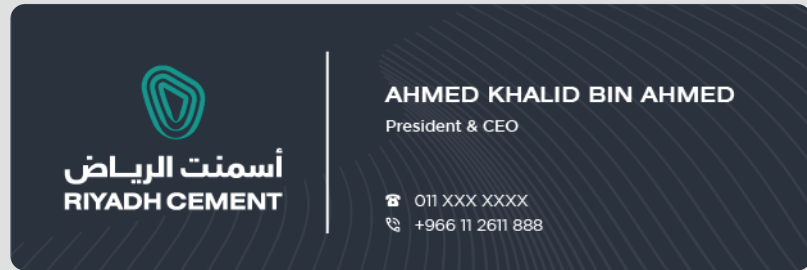 أسمنت الرياض
RIYADH CEMENT
AHMED KHALID BIN AHMED
President & CEO
011 XXX XXXX
+966 11 2611 888